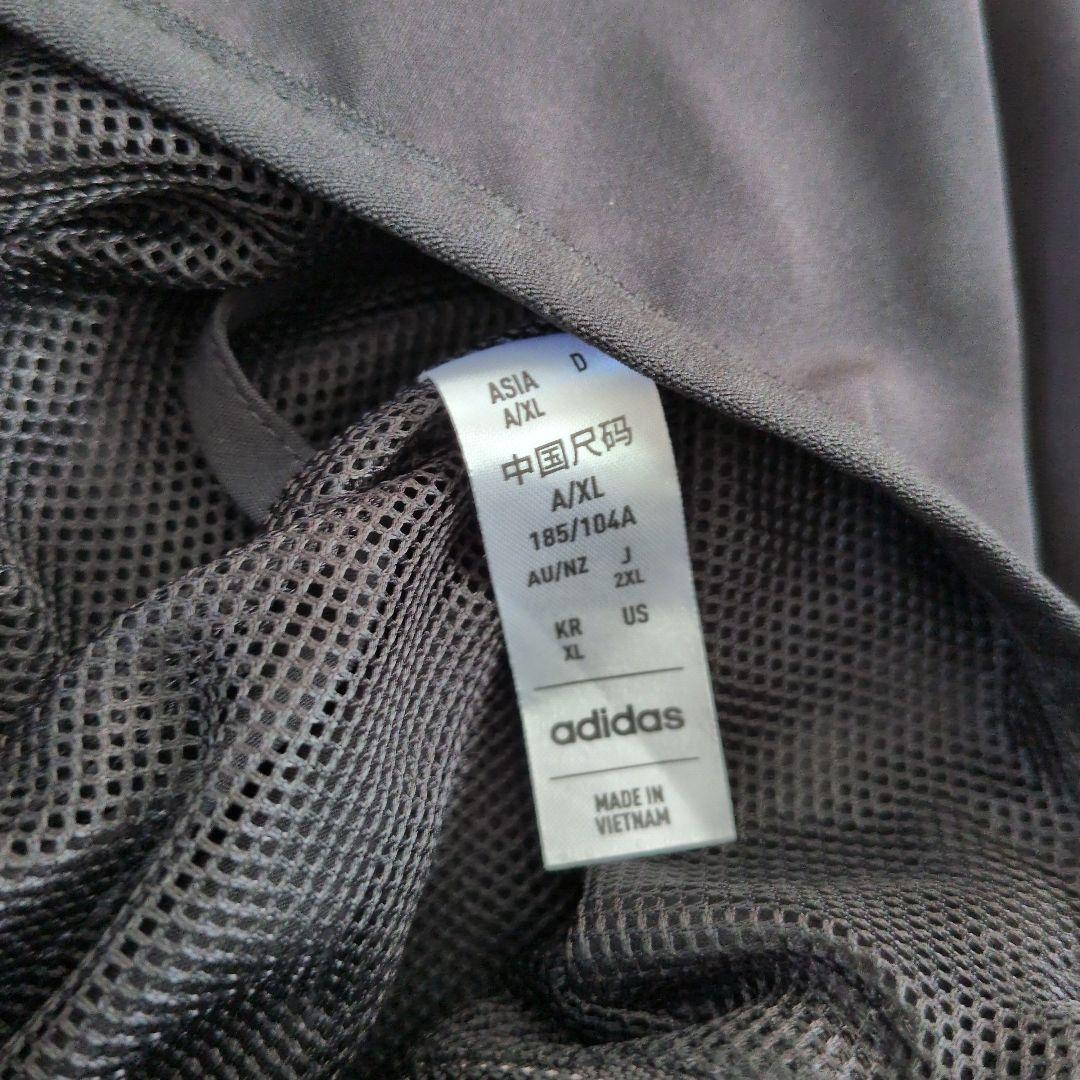 ASIA D
A/XL
中国尺码
A/XL
185/104A
AU/NZ J
2XL
KR US
XL
adidas
MADE IN
VIETNAM